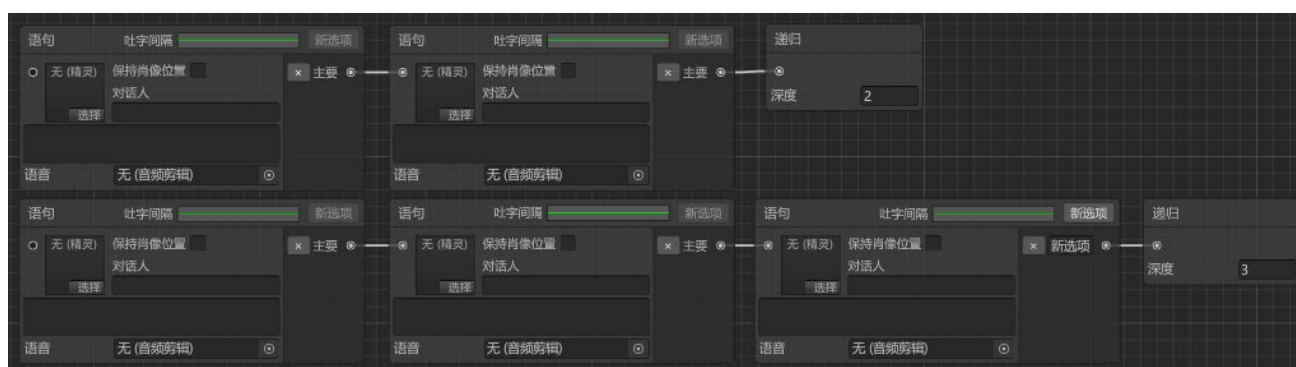 语句 吐字间隔 新选项 语句 吐字间隔 新选项 递归
无 (精灵) 保持肖像位置 × 主要 无 (精灵) 保持肖像位置 × 主要
对话人 对话人 深度 2
选择 选择
语音 无 (音频剪辑) 语音 无 (音频剪辑)
语句 吐字间隔 新选项 语句 吐字间隔 新选项 语句 吐字间隔 新选项 递归
无 (精灵) 保持肖像位置 × 主要 无 (精灵) 保持肖像位置 × 主要 无 (精灵) 保持肖像位置 × 新选项
对话人 对话人 对话人 深度 3
选择 选择 选择
语音 无 (音频剪辑) 语音 无 (音频剪辑) 语音 无 (音频剪辑)